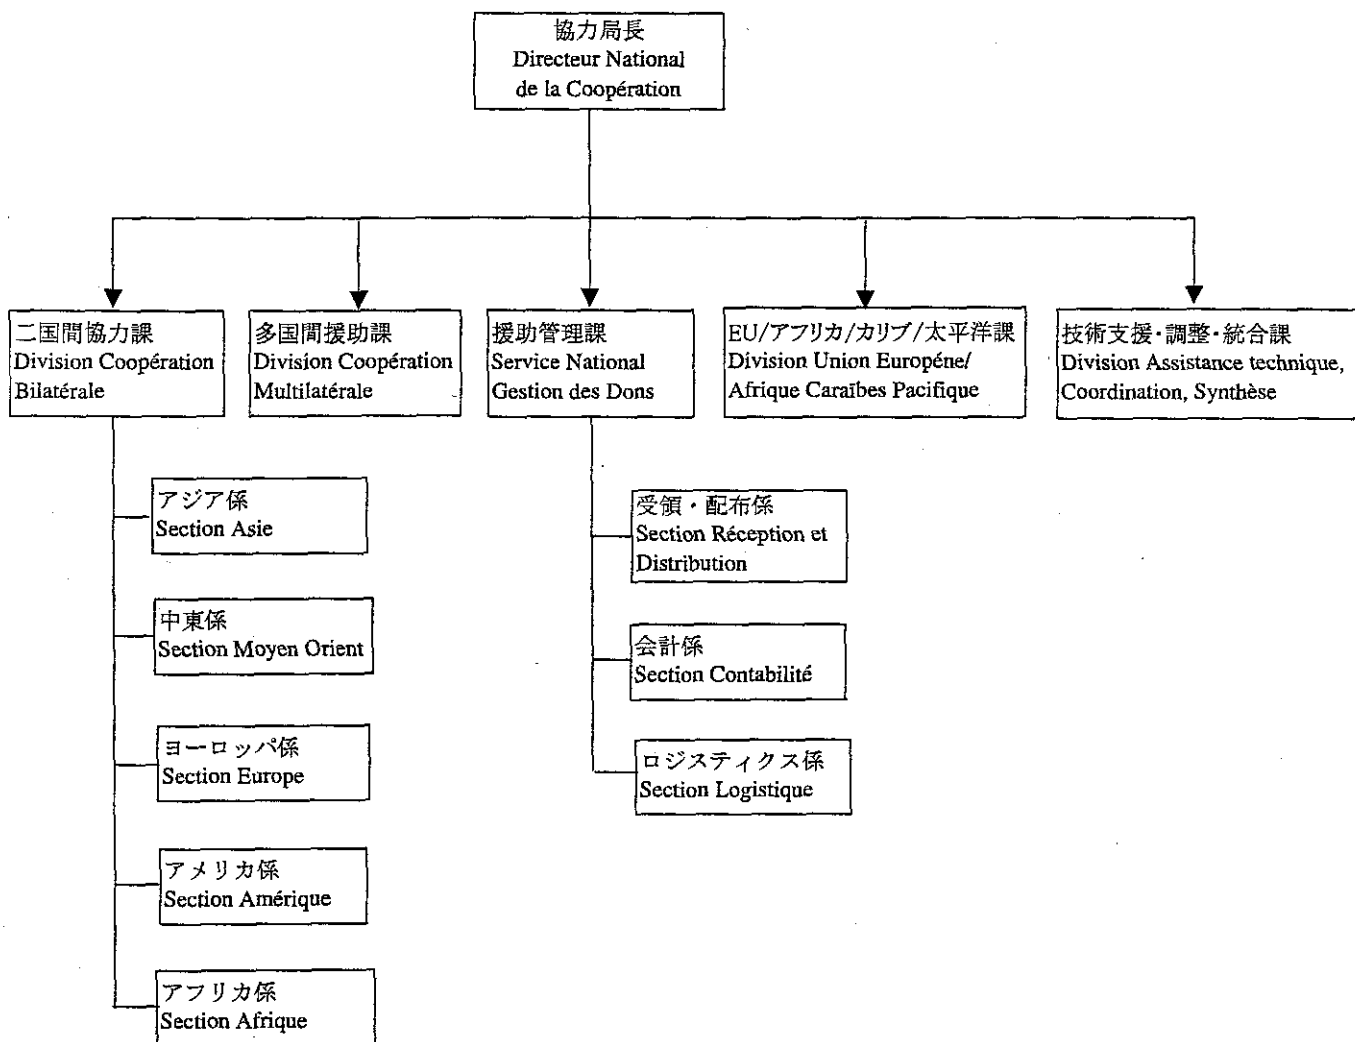 協力局長
Directeur National
de la Coopération
二国間協力課
Division Coopération
Bilatérale
多国間援助課
Division Coopération
Multilatérale
援助管理課
Service National
Gestion des Dons
EU/アフリカ/カリブ/太平洋課
Division Union Européne/
Afrique Caraïbes Pacifique
技術支援・調整・統合課
Division Assistance technique,
Coordination, Synthèse
アジア係
Section Asie
中東係
Section Moyen Orient
ヨーロッパ係
Section Europe
アメリカ係
Section Amérique
アフリカ係
Section Afrique
受領・配布係
Section Réception et
Distribution
会計係
Section Contabilité
ロジスティクス係
Section Logistique